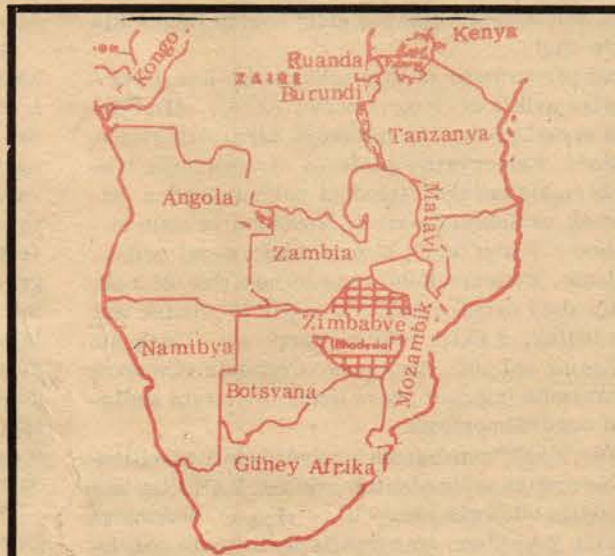 Kenya
Kongo
Ruanda
ZAIRE
Burundi
Tanzanya
Angola
Malavi
Zambia
Zimbabve
(Rhodesia)
Mozambik
Namibya
Botsvana
Güney Afrika